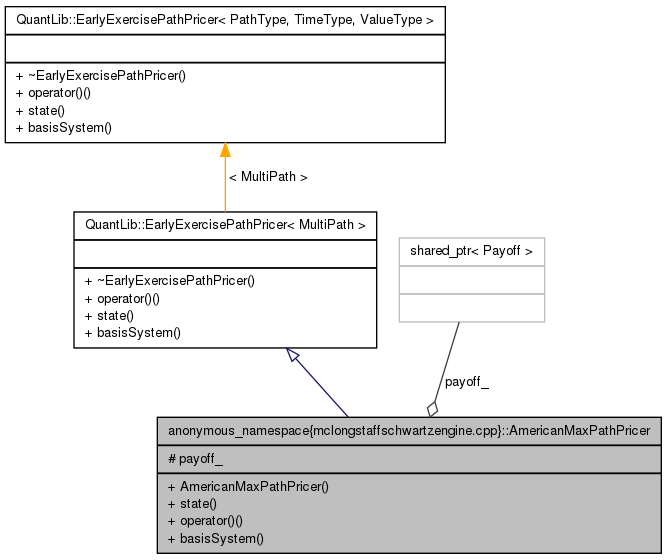 QuantLib::EarlyExercisePathPricer< PathType, TimeType, ValueType >
+ ~EarlyExercisePathPricer()
+ operator()()
+ state()
+ basisSystem()
< MultiPath >
QuantLib::EarlyExercisePathPricer< MultiPath >
+ ~EarlyExercisePathPricer()
+ operator()()
+ state()
+ basisSystem()
shared_ptr< Payoff >
payoff_
anonymous_namespace{mclongstaffschwartzengine.cpp}::AmericanMaxPathPricer
# payoff_
+ AmericanMaxPathPricer()
+ state()
+ operator()()
+ basisSystem()